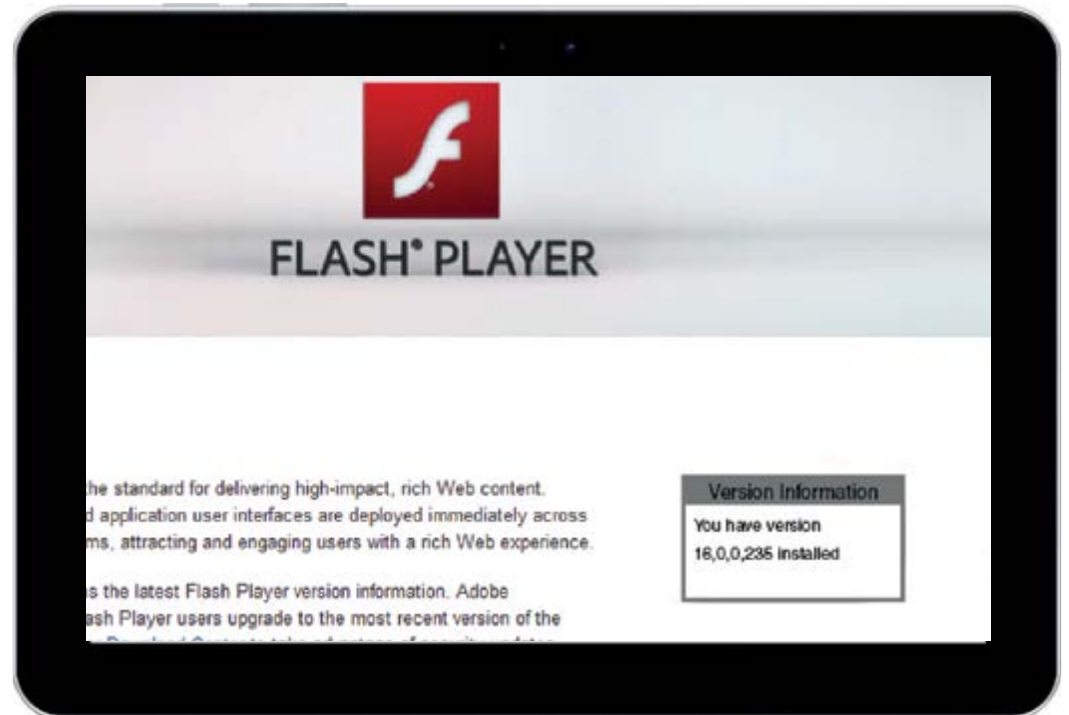 FLASH® PLAYER
the standard for delivering high-impact, rich Web content.
d application user interfaces are deployed immediately across
ms, attracting and engaging users with a rich Web experience.
as the latest Flash Player version information. Adobe
ash Player users upgrade to the most recent version of the
Version Information
You have version
16,0,0,235 installed